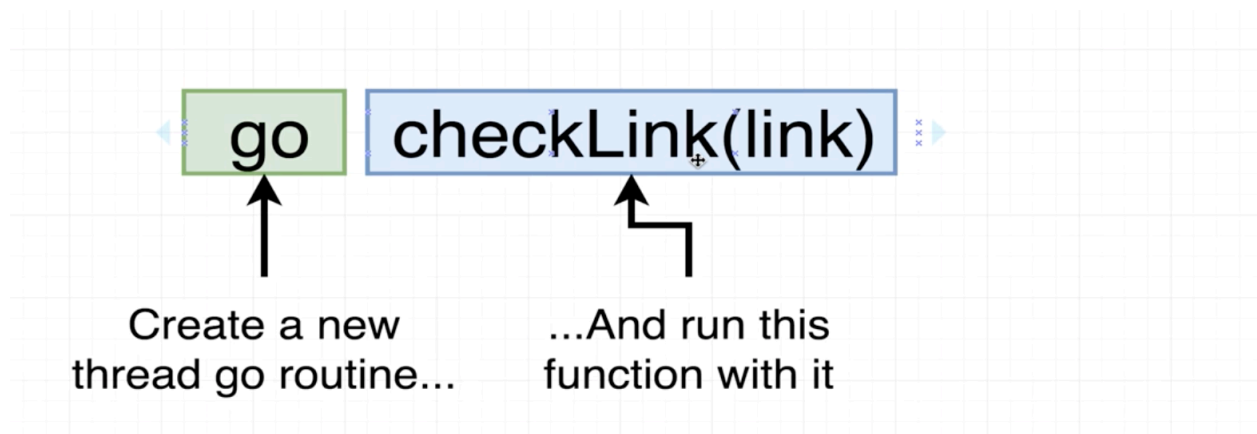 go checkLink(link)
Create a new
thread go routine...
...And run this
function with it